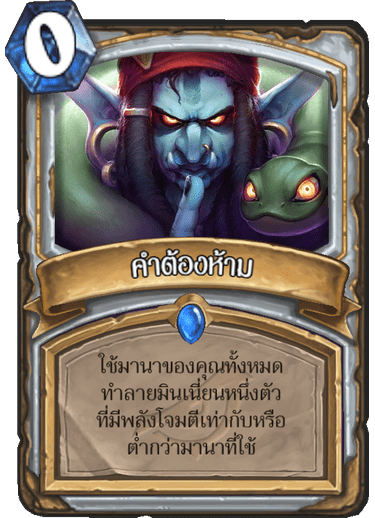 0
คำต้องห้าม
ใช้มานาของคุณทั้งหมด
ทำลายมินเนี่ยนหนึ่งตัว
ที่มีพลังโจมตีเท่ากับหรือ
ต่ำกว่ามานาที่ใช้